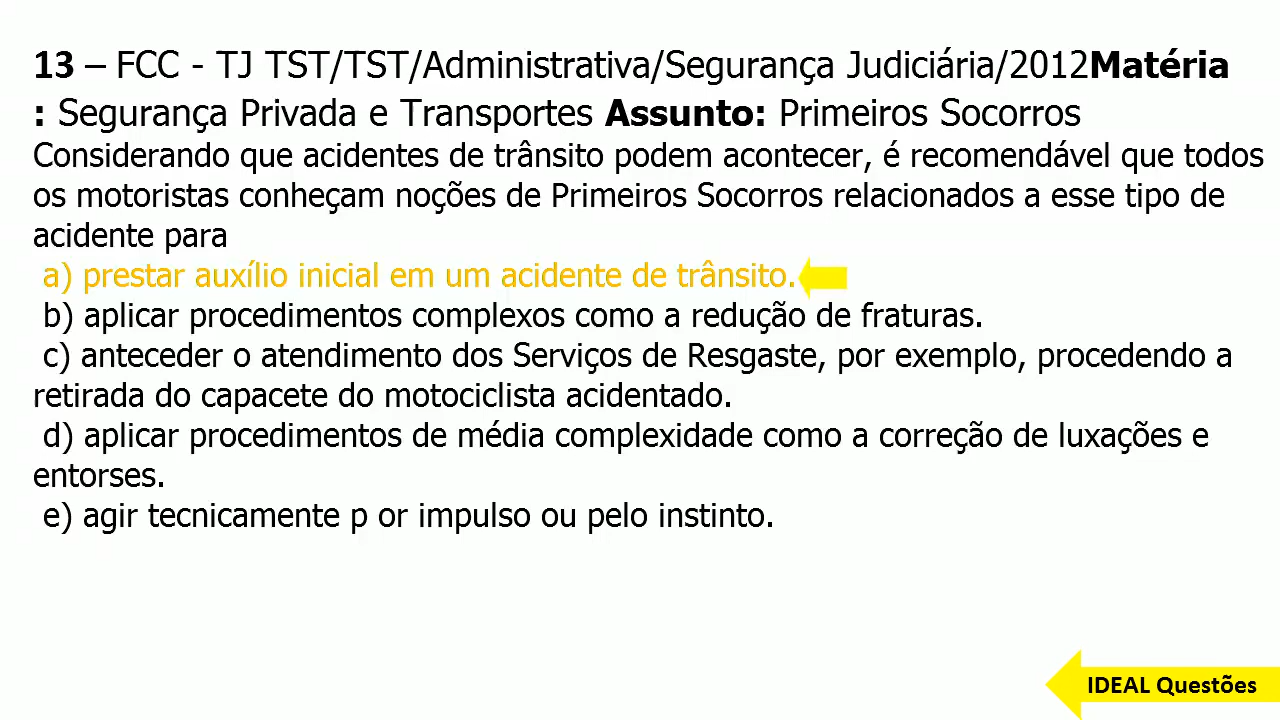 13 – FCC - TJ TST/TST/Administrativa/Segurança Judiciária/2012Matéria
: Segurança Privada e Transportes Assunto: Primeiros Socorros
Considerando que acidentes de trânsito podem acontecer, é recomendável que todos
os motoristas conheçam noções de Primeiros Socorros relacionados a esse tipo de
acidente para
a) prestar auxílio inicial em um acidente de trânsito.
b) aplicar procedimentos complexos como a redução de fraturas.
c) anteceder o atendimento dos Serviços de Resgaste, por exemplo, procedendo a
retirada do capacete do motociclista acidentado.
d) aplicar procedimentos de média complexidade como a correção de luxações e
entorses.
e) agir tecnicamente p or impulso ou pelo instinto.
IDEAL Questões